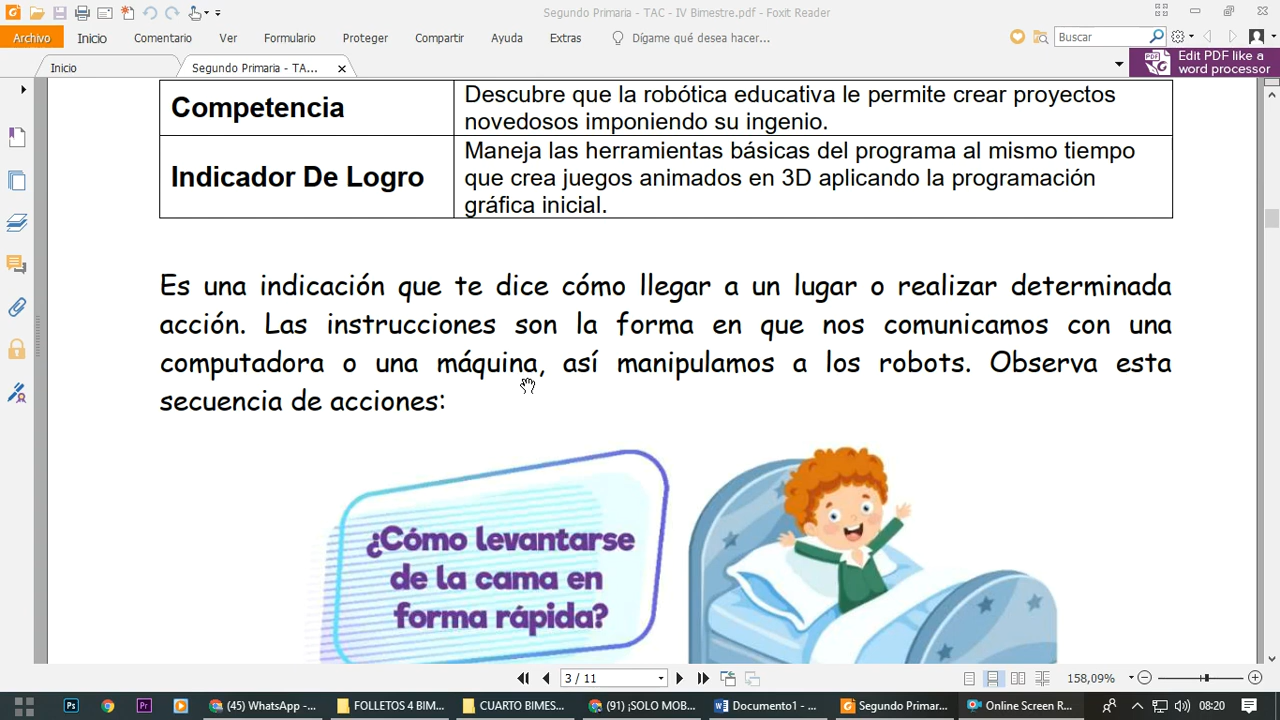 Segundo Primaria - TAC - IV Bimestre.pdf - Foxit Reader
Archivo Inicio Comentario Ver Formulario Proteger Compartir Ayuda Extras Dígame qué desea hacer... Buscar
Inicio Segundo Primaria - TA...
Edit PDF like a
word processor
Competencia
Descubre que la robótica educativa le permite crear proyectos
novedosos imponiendo su ingenio.
Indicador De Logro
Maneja las herramientas básicas del programa al mismo tiempo
que crea juegos animados en 3D aplicando la programación
gráfica inicial.
Es una indicación que te dice cómo llegar a un lugar o realizar determinada
acción. Las instrucciones son la forma en que nos comunicamos con una
computadora o una máquina, así manipulamos a los robots. Observa esta
secuencia de acciones:
¿Cómo levantarse
de la cama en
forma rápida?
3 / 11 158,09%
(45) WhatsApp -... FOLLETOS 4 BIM... CUARTO BIMES... (91) ¡SOLO MOB... Documento1 - ... Segundo Primar... Online Screen R... 08:20